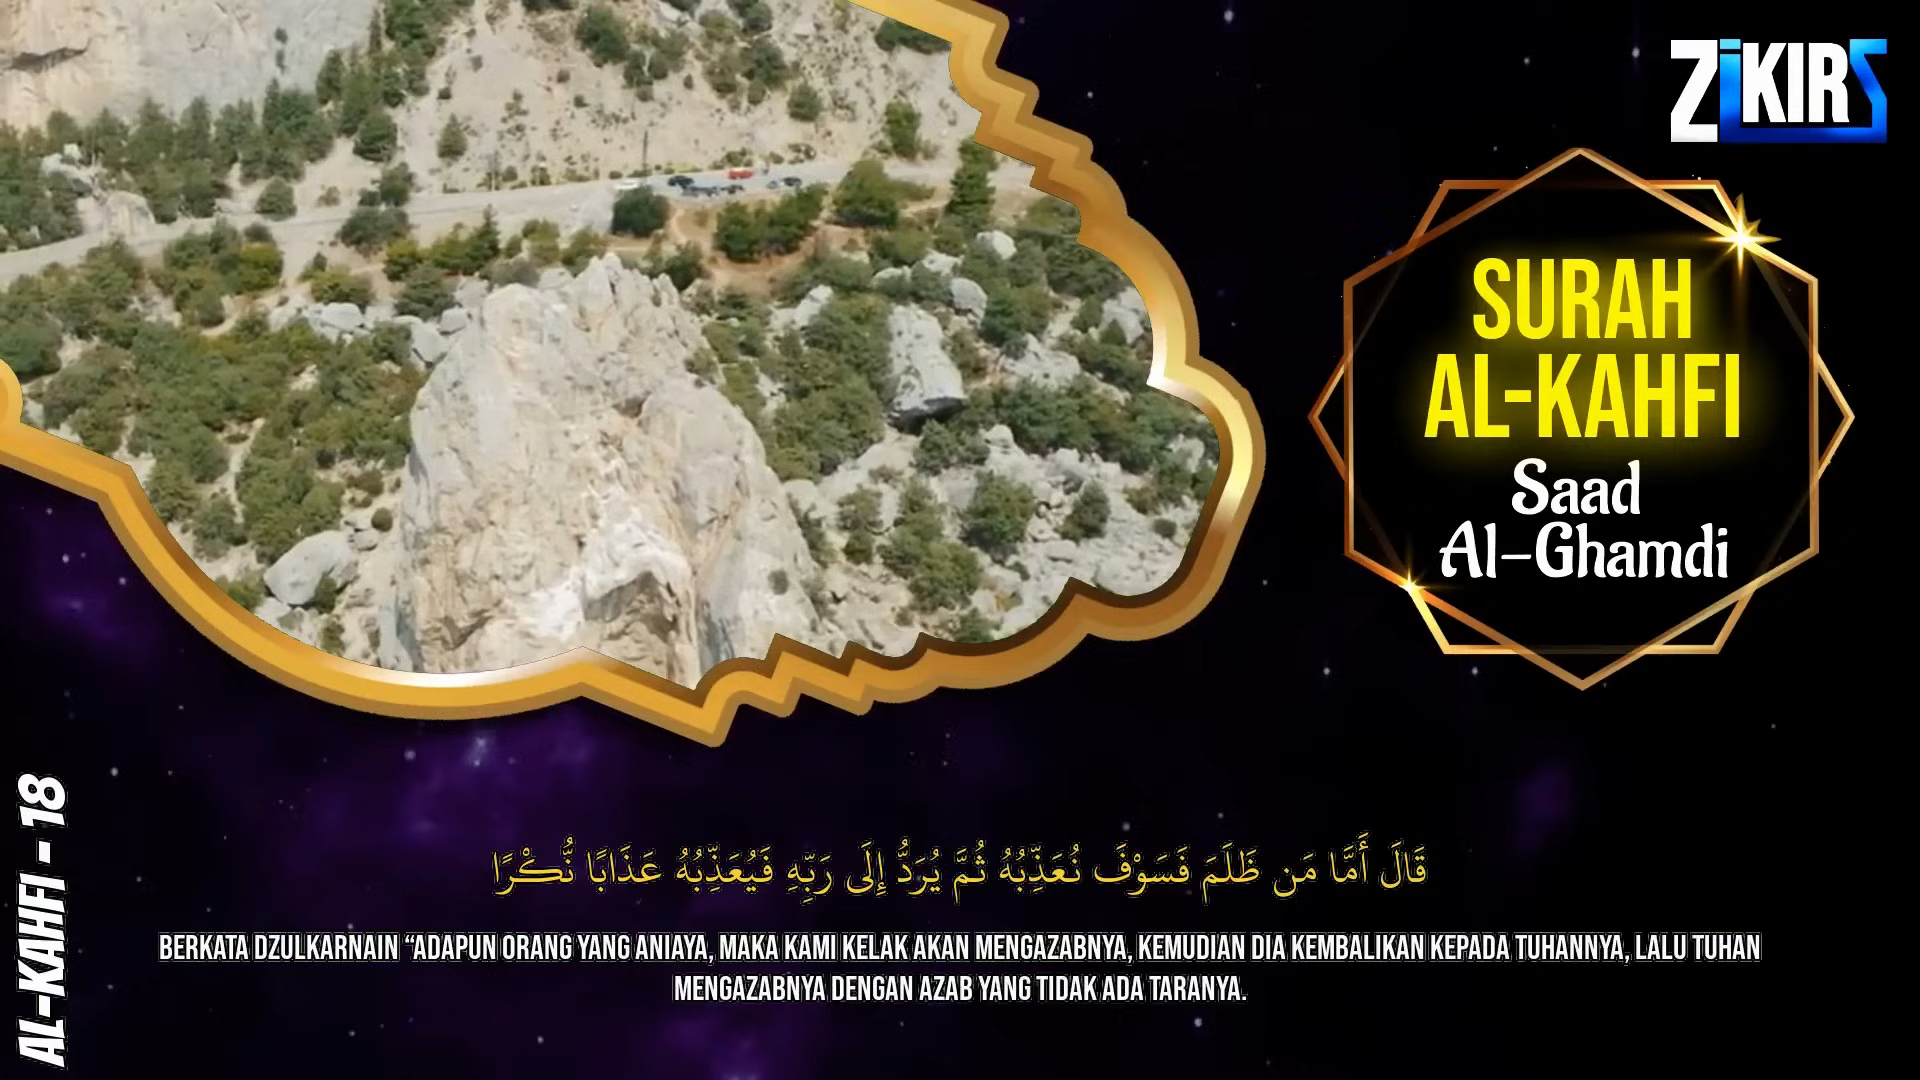 ZiKIRS
SURAH
AL-KAHFI
Saad
Al-Ghamdi
AL-KAHFI - 18
قَالَ أَمَّا مَن ظَلَمَ فَسَوْفَ نُعَذِّبُهُ ثُمَّ يُرَدُّ إِلَى رَبِّهِ فَيُعَذِّبُهُ عَذَابًا نُّكْرًا
BERKATA DZULKARNAIN “ADAPUN ORANG YANG ANIAYA, MAKA KAMI KELAK AKAN MENGAZABNYA, KEMUDIAN DIA KEMBALIKAN KEPADA TUHANNYA, LALU TUHAN
MENGAZABNYA DENGAN AZAB YANG TIDAK ADA TARANYA.